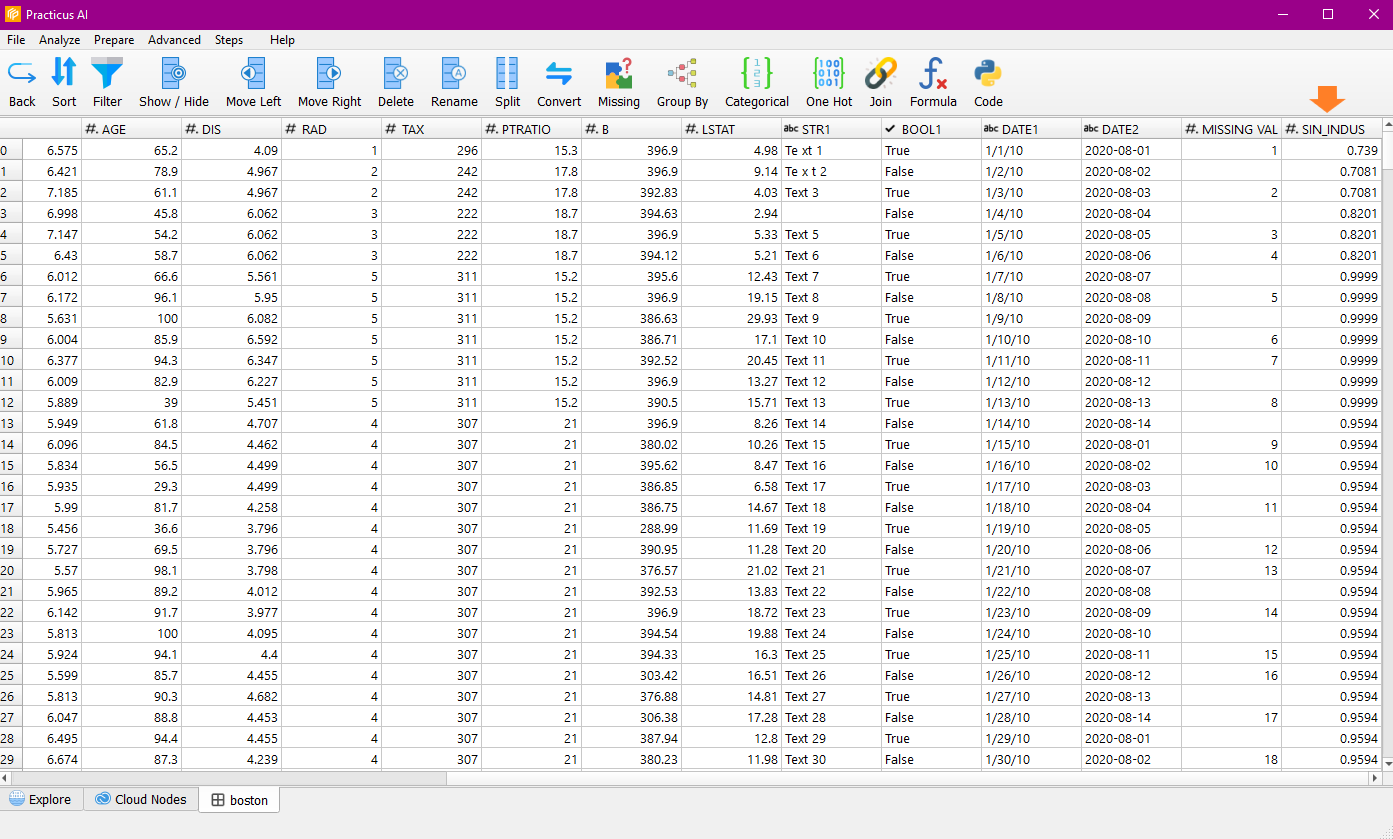 Practicus AI
File Analyze Prepare Advanced Steps Help
Back Sort Filter Show / Hide Move Left Move Right Delete Rename Split Convert Missing Group By Categorical One Hot Join Formula Code
#. AGE #. DIS # RAD # TAX #. PTRATIO #. B #. LSTAT abc STR1 BOOL1 abc DATE1 abc DATE2 #. MISSING VAL #. SIN_INDUS
0 6.575 65.2 4.09 1 296 15.3 396.9 4.98 Te xt 1 True 1/1/10 2020-08-01 1 0.739
1 6.421 78.9 4.967 2 242 17.8 396.9 9.14 Te x t 2 False 1/2/10 2020-08-02 0.7081
2 7.185 61.1 4.967 2 242 17.8 392.83 4.03 Text 3 True 1/3/10 2020-08-03 2 0.7081
3 6.998 45.8 6.062 3 222 18.7 394.63 2.94 False 1/4/10 2020-08-04 0.8201
4 7.147 54.2 6.062 3 222 18.7 396.9 5.33 Text 5 True 1/5/10 2020-08-05 3 0.8201
5 6.43 58.7 6.062 3 222 18.7 394.12 5.21 Text 6 False 1/6/10 2020-08-06 4 0.8201
6 6.012 66.6 5.561 5 311 15.2 395.6 12.43 Text 7 True 1/7/10 2020-08-07 0.9999
7 6.172 96.1 5.95 5 311 15.2 396.9 19.15 Text 8 False 1/8/10 2020-08-08 5 0.9999
8 5.631 100 6.082 5 311 15.2 386.63 29.93 Text 9 True 1/9/10 2020-08-09 0.9999
9 6.004 85.9 6.592 5 311 15.2 386.71 17.1 Text 10 False 1/10/10 2020-08-10 6 0.9999
10 6.377 94.3 6.347 5 311 15.2 392.52 20.45 Text 11 True 1/11/10 2020-08-11 7 0.9999
11 6.009 82.9 6.227 5 311 15.2 396.9 13.27 Text 12 False 1/12/10 2020-08-12 0.9999
12 5.889 39 5.451 5 311 15.2 390.5 15.71 Text 13 True 1/13/10 2020-08-13 8 0.9999
13 5.949 61.8 4.707 4 307 21 396.9 8.26 Text 14 False 1/14/10 2020-08-14 0.9594
14 6.096 84.5 4.462 4 307 21 380.02 10.26 Text 15 True 1/15/10 2020-08-01 9 0.9594
15 5.834 56.5 4.499 4 307 21 395.62 8.47 Text 16 False 1/16/10 2020-08-02 10 0.9594
16 5.935 29.3 4.499 4 307 21 386.85 6.58 Text 17 True 1/17/10 2020-08-03 0.9594
17 5.99 81.7 4.258 4 307 21 386.75 14.67 Text 18 False 1/18/10 2020-08-04 11 0.9594
18 5.456 36.6 3.796 4 307 21 288.99 11.69 Text 19 True 1/19/10 2020-08-05 0.9594
19 5.727 69.5 3.796 4 307 21 390.95 11.28 Text 20 False 1/20/10 2020-08-06 12 0.9594
20 5.57 98.1 3.798 4 307 21 376.57 21.02 Text 21 True 1/21/10 2020-08-07 13 0.9594
21 5.965 89.2 4.012 4 307 21 392.53 13.83 Text 22 False 1/22/10 2020-08-08 0.9594
22 6.142 91.7 3.977 4 307 21 396.9 18.72 Text 23 True 1/23/10 2020-08-09 14 0.9594
23 5.813 100 4.095 4 307 21 394.54 19.88 Text 24 False 1/24/10 2020-08-10 0.9594
24 5.924 94.1 4.4 4 307 21 394.33 16.3 Text 25 True 1/25/10 2020-08-11 15 0.9594
25 5.599 85.7 4.455 4 307 21 303.42 16.51 Text 26 False 1/26/10 2020-08-12 16 0.9594
26 5.813 90.3 4.682 4 307 21 376.88 14.81 Text 27 True 1/27/10 2020-08-13 0.9594
27 6.047 88.8 4.453 4 307 21 306.38 17.28 Text 28 False 1/28/10 2020-08-14 17 0.9594
28 6.495 94.4 4.455 4 307 21 387.94 12.8 Text 29 True 1/29/10 2020-08-01 0.9594
29 6.674 87.3 4.239 4 307 21 380.23 11.98 Text 30 False 1/30/10 2020-08-02 18 0.9594
Explore Cloud Nodes boston